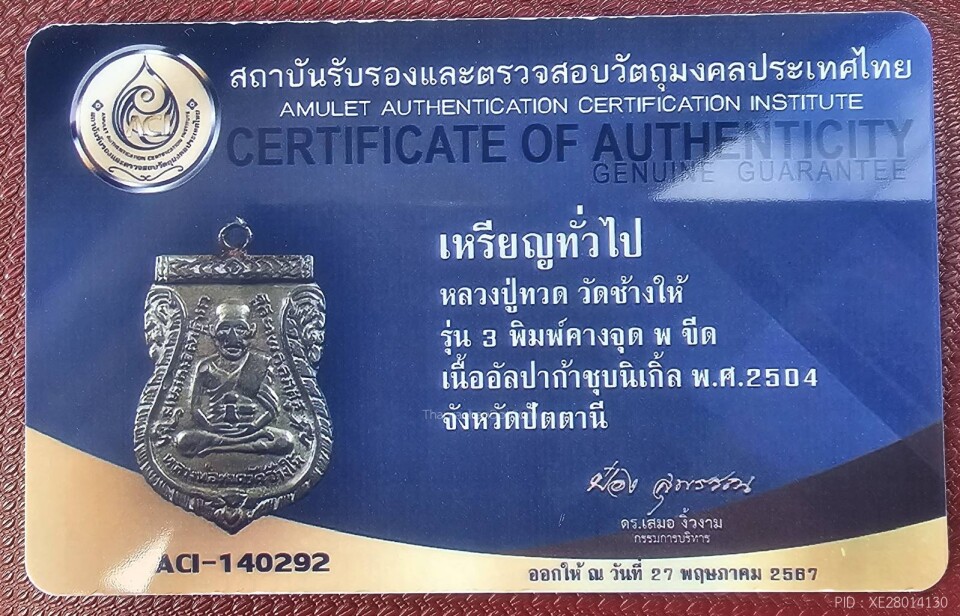 สถาบันรับรองและตรวจสอบวัตถุมงคลประเทศไทย
AMULET AUTHENTICATION CERTIFICATION INSTITUTE
CERTIFICATE OF AUTHENTICITY
GENUINE GUARANTEE
ACI
เหรียญทั่วไป
หลวงปู่ทวด วัดช้างให้
รุ่น 3 พิมพ์คางจุด พ ขีด
เนื้ออัลปาก้าชุบนิเกิ้ล พ.ศ.2504
จังหวัดปัตตานี
ดร.เสมอ งิ้วงาม
กรรมการบริหาร
ACI-140292
ออกให้ ณ วันที่ 27 พฤษภาคม 2567
PID : XE28014130